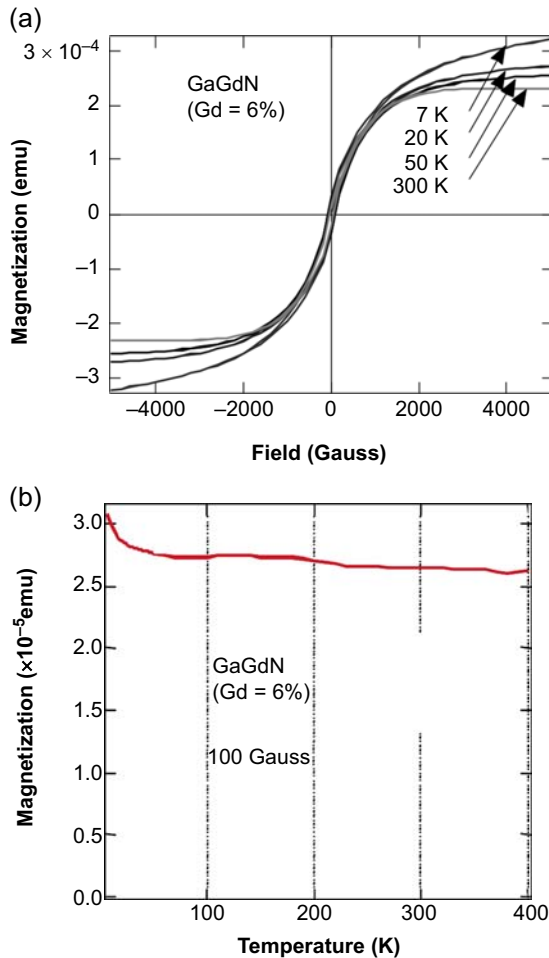 (a)
3 × 10⁻⁴
2
1
0
–1
–2
–3
Magnetization (emu)
GaGdN
(Gd = 6%)
7 K
20 K
50 K
300 K
–4000
–2000
0
2000
4000
Field (Gauss)
(b)
3.0
2.5
2.0
1.5
1.0
0.5
0.0
Magnetization (×10⁻⁵emu)
GaGdN
(Gd = 6%)
100 Gauss
100
200
300
400
Temperature (K)